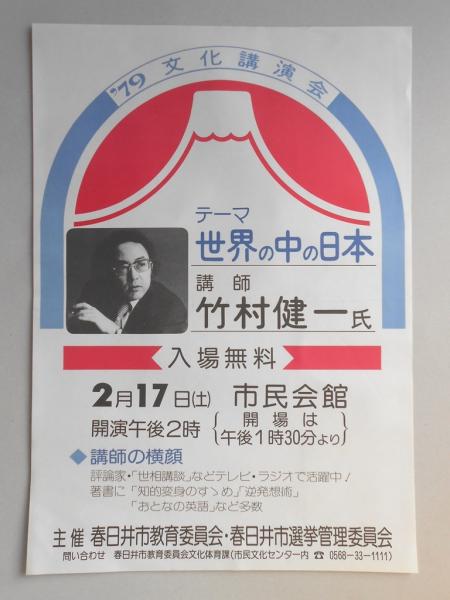 '79 文化講演会
テーマ
世界の中の日本
講師
竹村健一氏
入場無料
2月17日(土) 市民会館
開演午後2時 {開場は
午後1時30分より}
◆講師の横顔
評論家・「世相講談」などテレビ・ラジオで活躍中!
著書に「知的変身のすゝめ」「逆発想術」
「おとなの英語」など多数
主催 春日井市教育委員会・春日井市選挙管理委員会
問い合わせ 春日井市教育委員会文化体育課(市民文化センター内 ☎ 0568-33-1111)